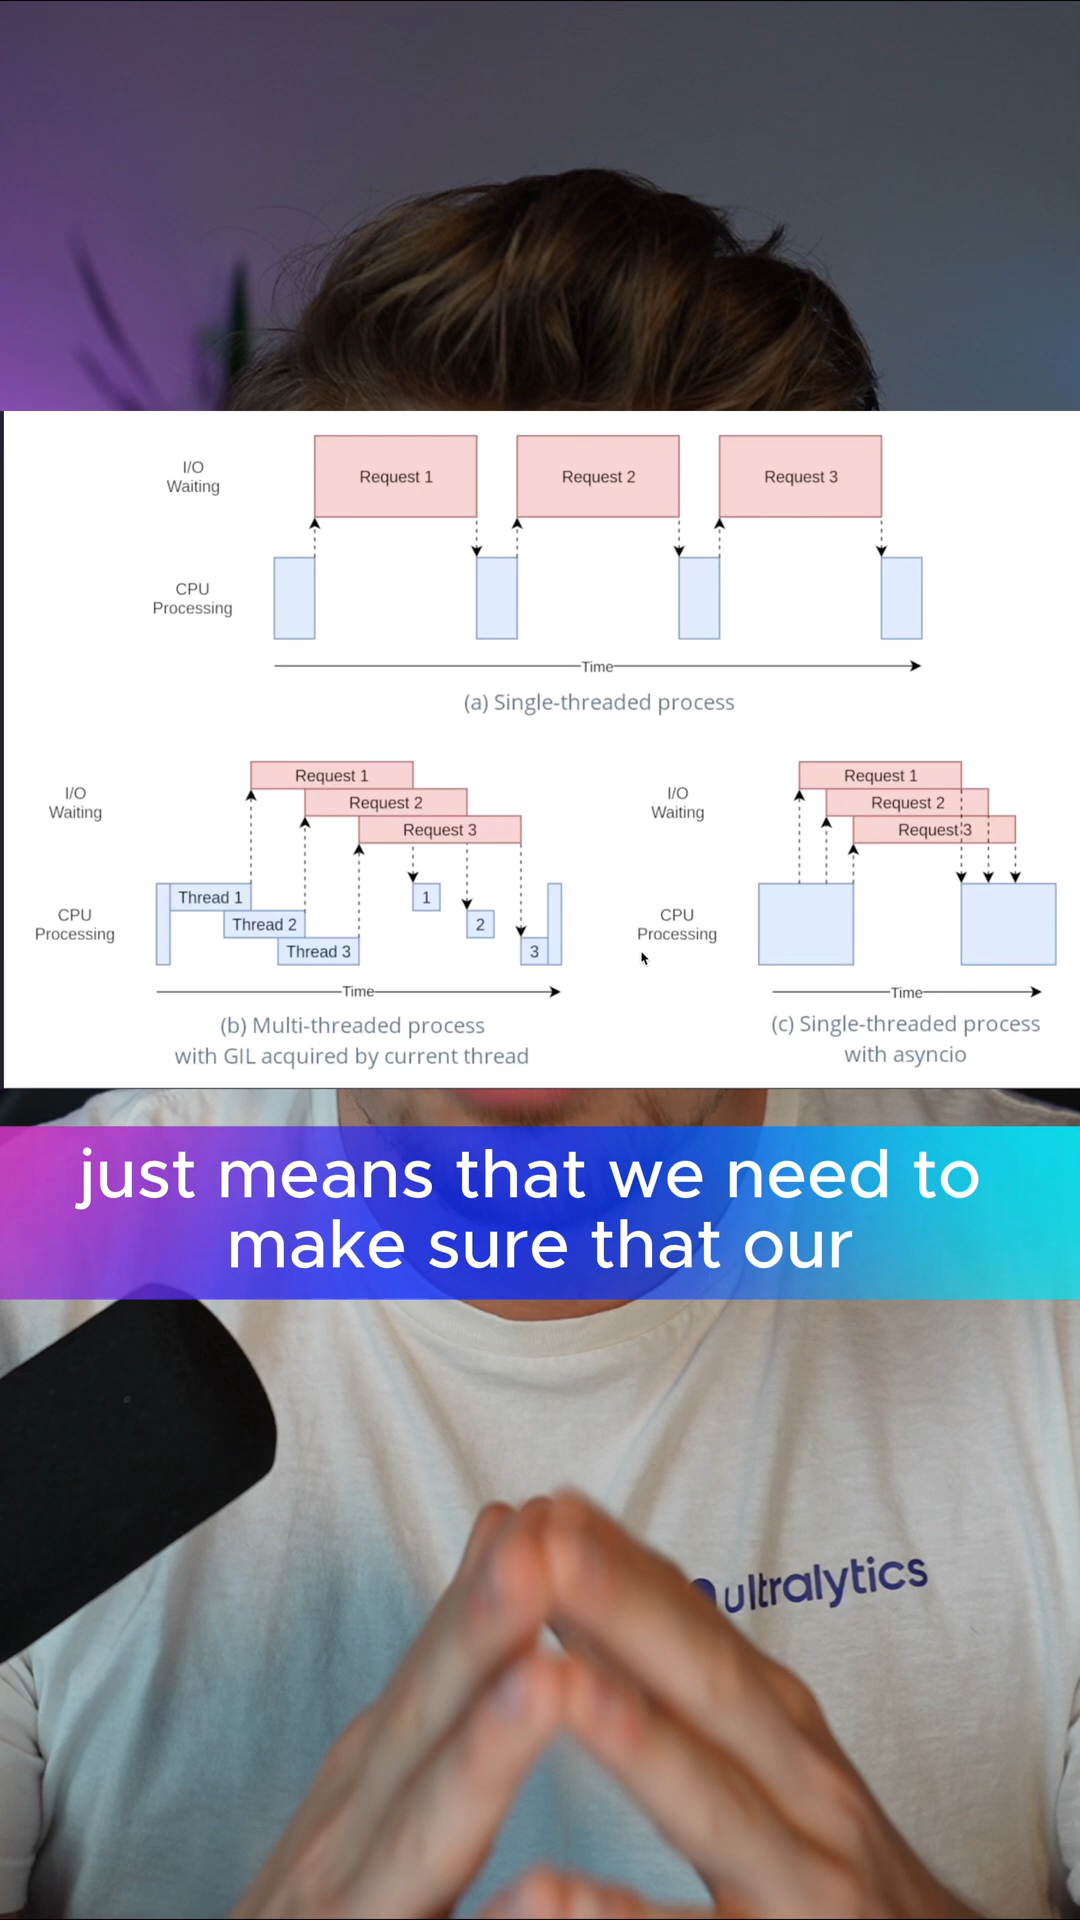 I/O
Waiting
Request 1
Request 2
Request 3
CPU
Processing
Time
(a) Single-threaded process
I/O
Waiting
Request 1
Request 2
Request 3
CPU
Processing
Thread 1
Thread 2
Thread 3
1
2
3
Time
(b) Multi-threaded process
with GIL acquired by current thread
I/O
Waiting
Request 1
Request 2
Request 3
CPU
Processing
Time
(c) Single-threaded process
with asyncio
just means that we need to
make sure that our
ultralytics